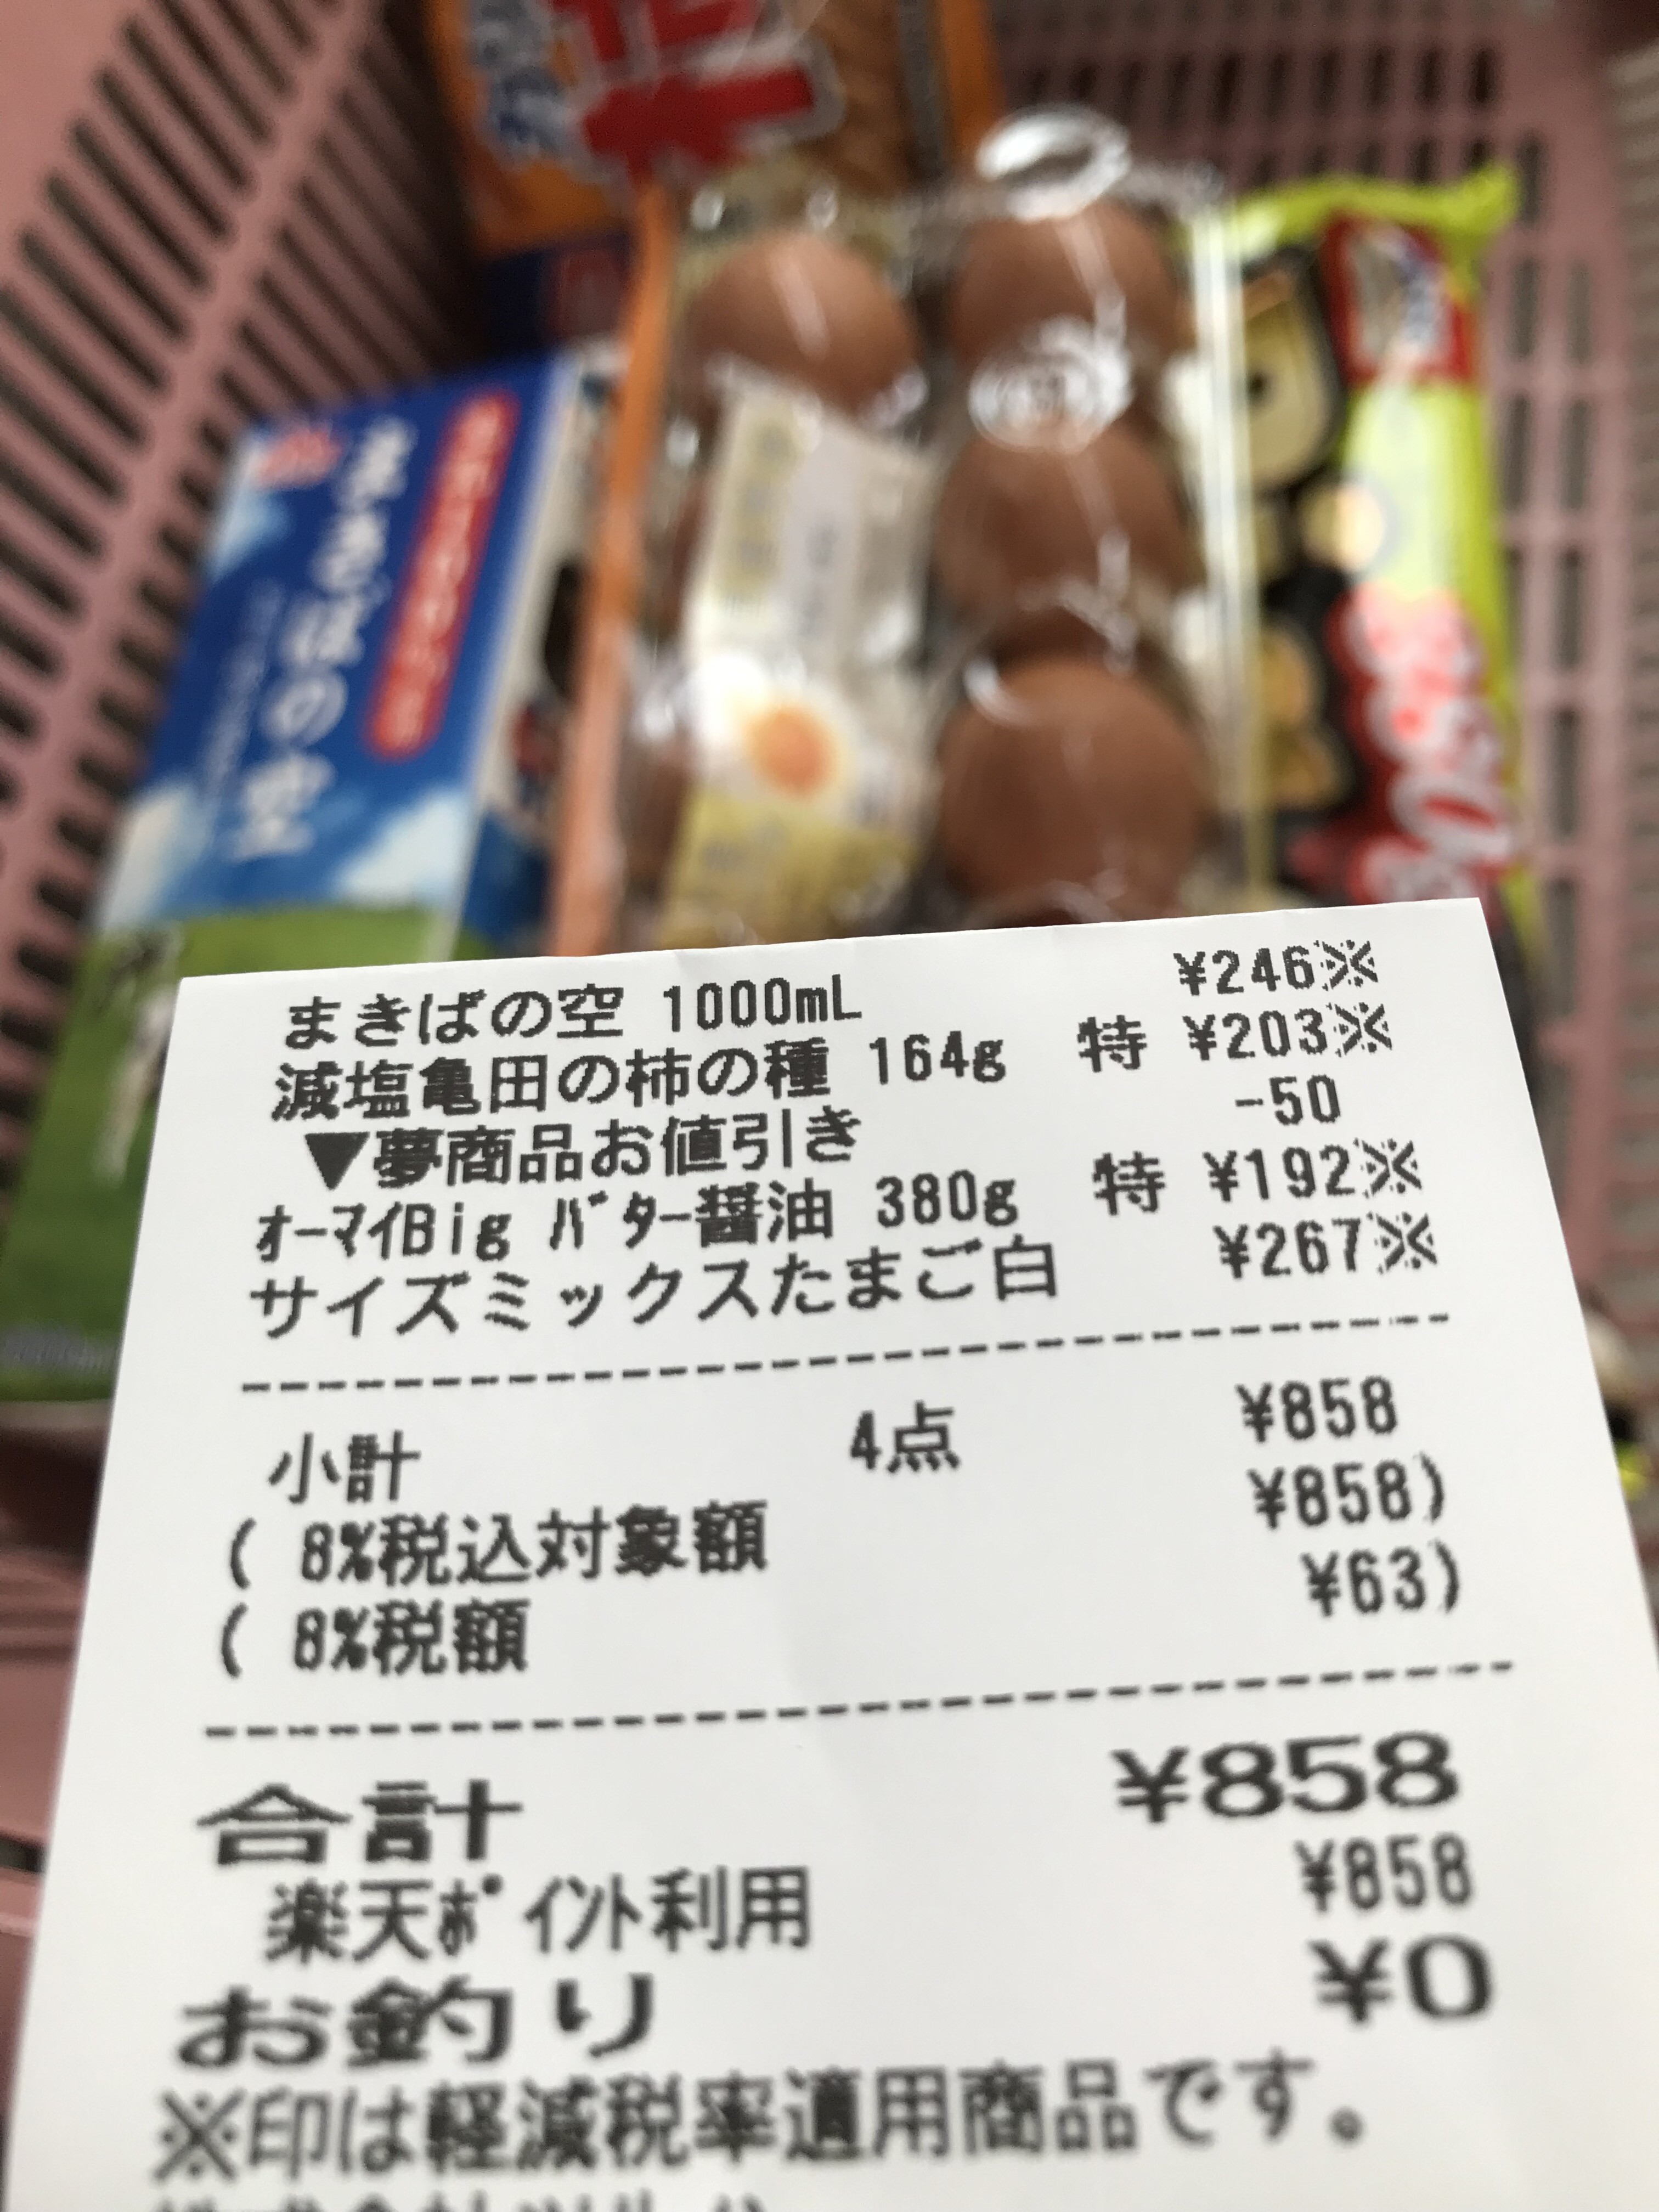 まきばの空
まきばの空 1000mL ¥246※
減塩亀田の柿の種 164g 特 ¥203※
▼夢商品お値引き -50
ｵｰﾏｲBig ﾊﾞﾀｰ醤油 380g 特 ¥192※
サイズミックスたまご白 ¥267※
小計 4点 ¥858
( 8%税込対象額 ¥858)
( 8%税額 ¥63)
合計 ¥858
楽天ﾎﾟｲﾝﾄ利用 ¥858
お釣り ¥0
※印は軽減税率適用商品です。